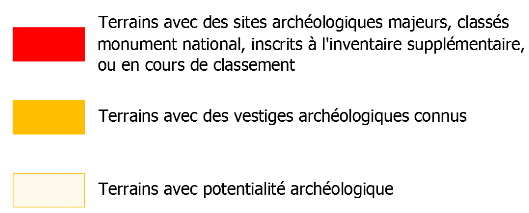 Terrains avec des sites archéologiques majeurs, classés
monument national, inscrits à l'inventaire supplémentaire,
ou en cours de classement
Terrains avec des vestiges archéologiques connus
Terrains avec potentialité archéologique